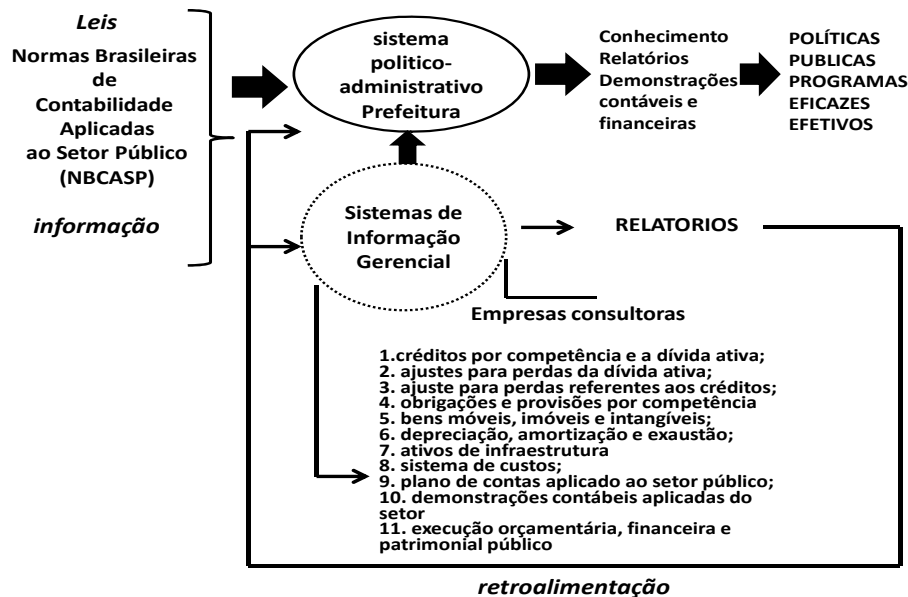 Leis
Normas Brasileiras
de
Contabilidade
Aplicadas
ao Setor Público
(NBCASP)
informação
sistema
politico-
administrativo
Prefeitura
Conhecimento
Relatórios
Demonstrações
contáveis e
financeiras
POLÍTICAS
PUBLICAS
PROGRAMAS
EFICAZES
EFETIVOS
Sistemas de
Informação
Gerencial
RELATORIOS
Empresas consultoras
1.créditos por competência e a dívida ativa;
2. ajustes para perdas da dívida ativa;
3. ajuste para perdas referentes aos créditos;
4. obrigações e provisões por competência
5. bens móveis, imóveis e intangíveis;
6. depreciação, amortização e exaustão;
7. ativos de infraestrutura
8. sistema de custos;
9. plano de contas aplicado ao setor público;
10. demonstrações contábeis aplicadas do
setor
11. execução orçamentária, financeira e
patrimonial público
retroalimentação